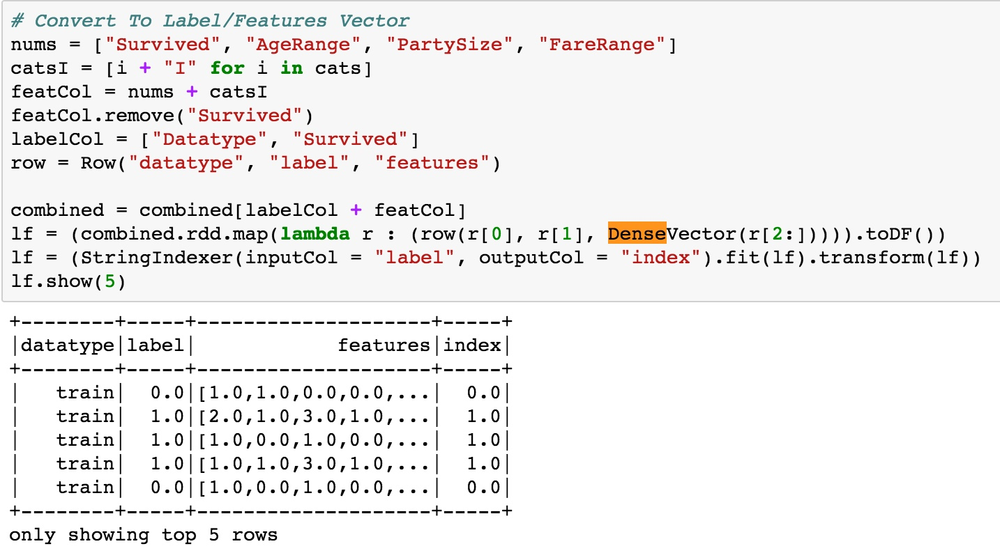 # Convert To Label/Features Vector
nums = ["Survived", "AgeRange", "PartySize", "FareRange"]
catsI = [i + "I" for i in cats]
featCol = nums + catsI
featCol.remove("Survived")
labelCol = ["Datatype", "Survived"]
row = Row("datatype", "label", "features")

combined = combined[labelCol + featCol]
lf = (combined.rdd.map(lambda r : (row(r[0], r[1], DenseVector(r[2:])))).toDF())
lf = (StringIndexer(inputCol = "label", outputCol = "index").fit(lf).transform(lf))
lf.show(5)
+--------+-----+--------------------+-----+
|datatype|label|            features|index|
+--------+-----+--------------------+-----+
|   train|  0.0|[1.0,1.0,0.0,0.0,...|  0.0|
|   train|  1.0|[2.0,1.0,3.0,1.0,...|  1.0|
|   train|  1.0|[1.0,0.0,1.0,0.0,...|  1.0|
|   train|  1.0|[1.0,1.0,3.0,1.0,...|  1.0|
|   train|  0.0|[1.0,0.0,1.0,0.0,...|  0.0|
+--------+-----+--------------------+-----+
only showing top 5 rows